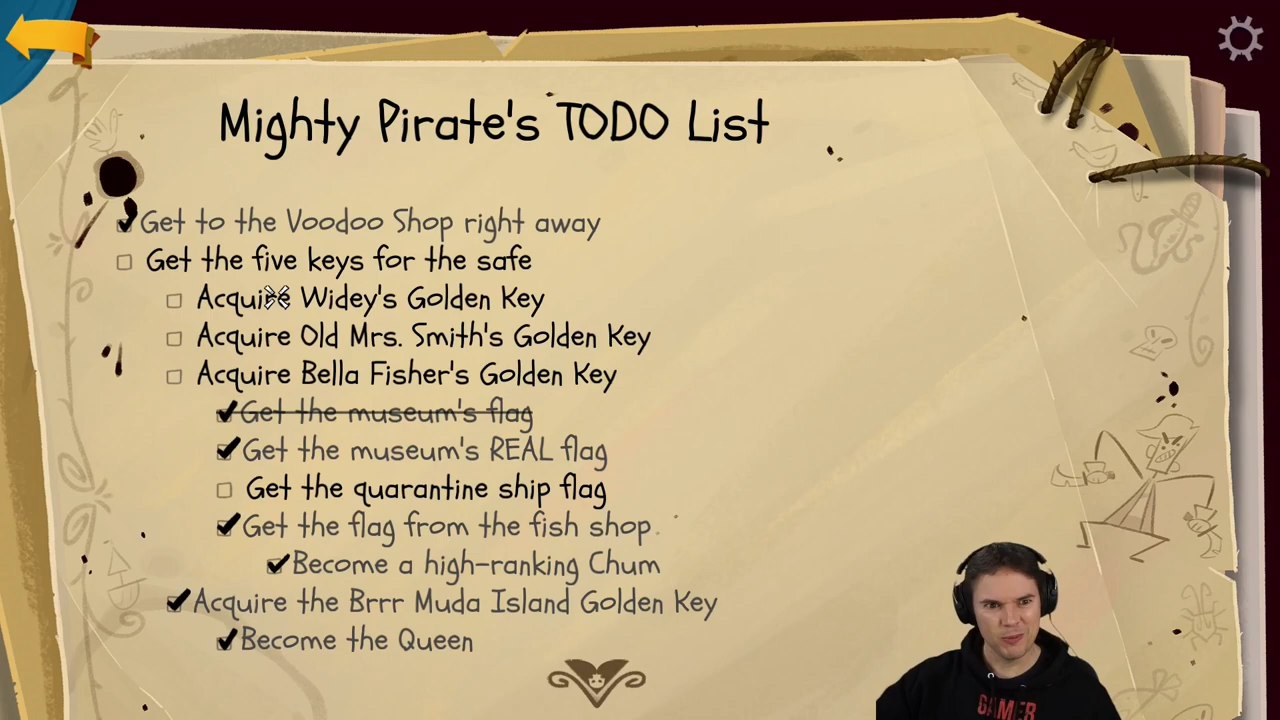 Mighty Pirate's TODO List
Get to the Voodoo Shop right away
Get the five keys for the safe
Acquire Widey's Golden Key
Acquire Old Mrs. Smith's Golden Key
Acquire Bella Fisher's Golden Key
Get the museum's flag
Get the museum's REAL flag
Get the quarantine ship flag
Get the flag from the fish shop
Become a high-ranking Chum
Acquire the Brrr Muda Island Golden Key
Become the Queen
GAMER